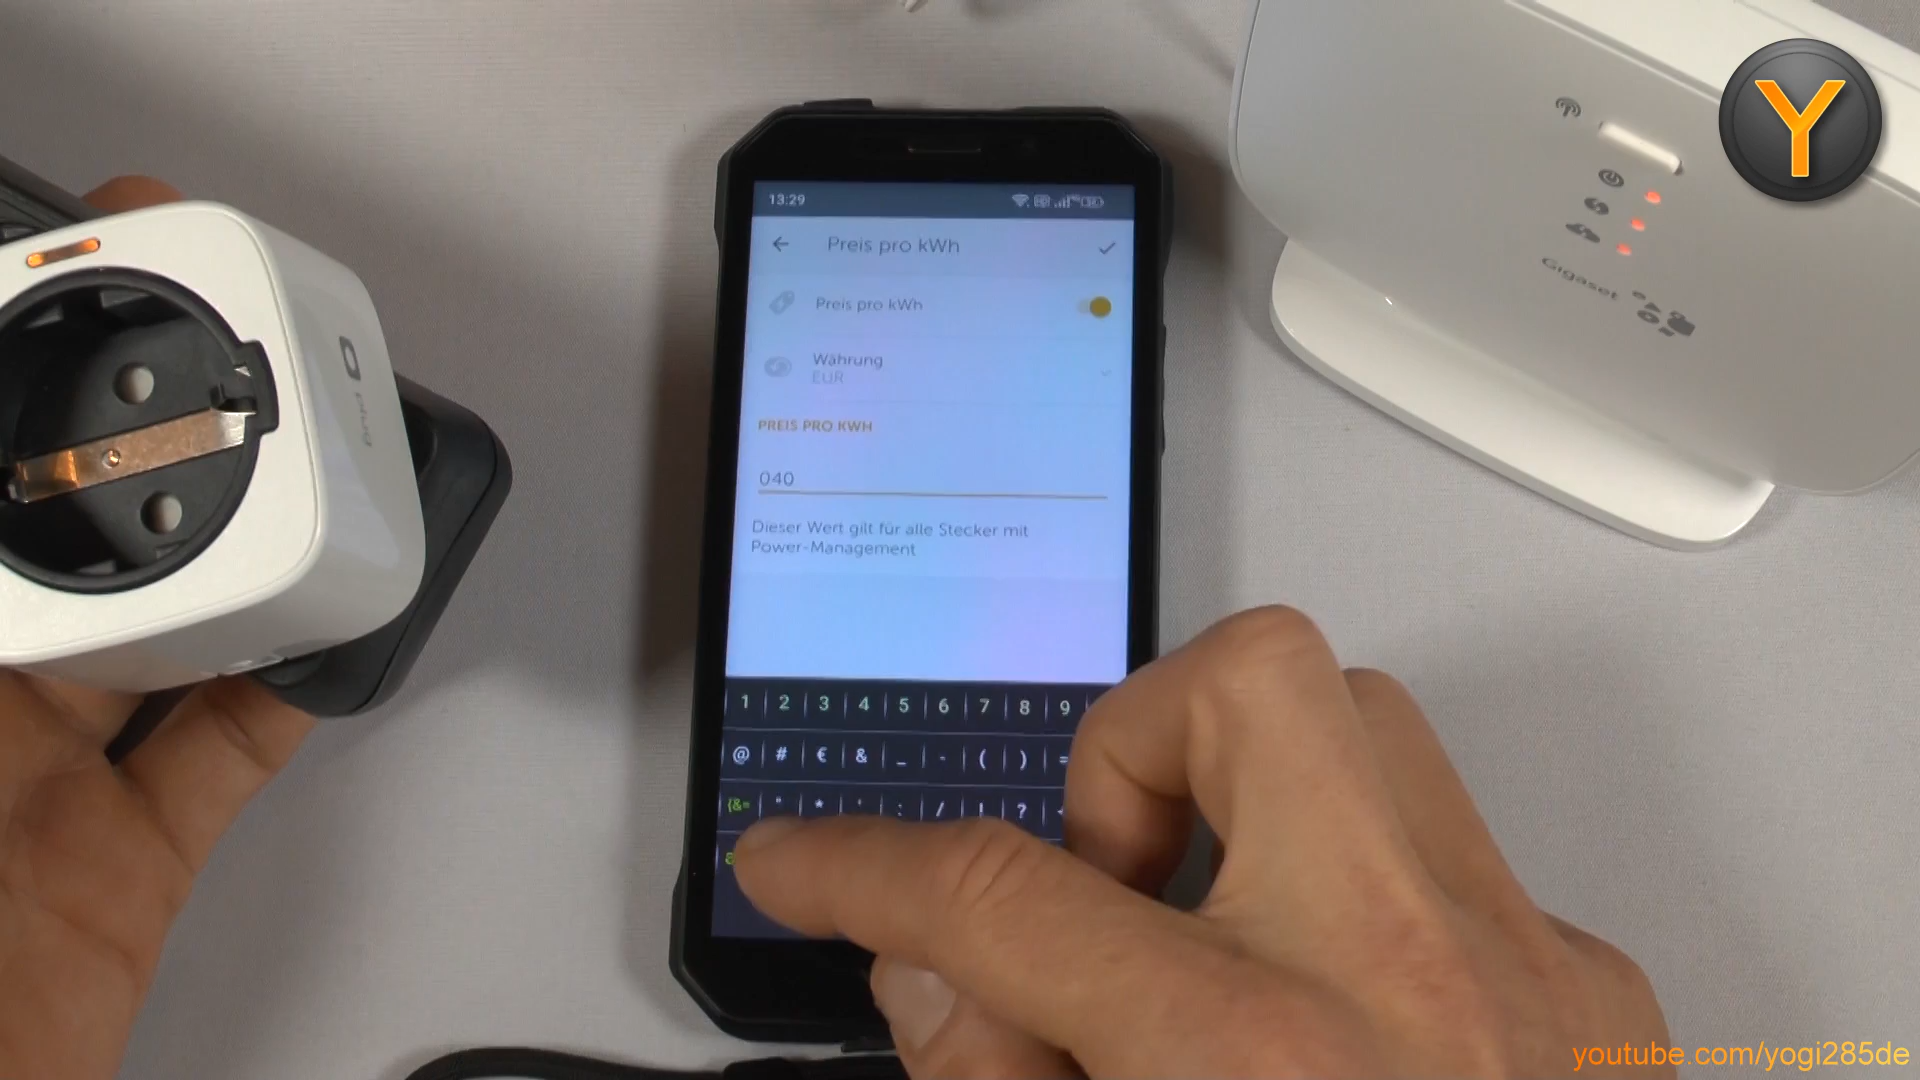 Y
13:29
Preis pro kWh
Preis pro kWh
Währung
EUR
PREIS PRO KWH
040
Dieser Wert gilt für alle Stecker mit
Power-Management
1 2 3 4 5 6 7 8 9
@ # € & _ - ( ) =
{&= " * ' : / ! ?
plug
Gigaset
youtube.com/yogi285de